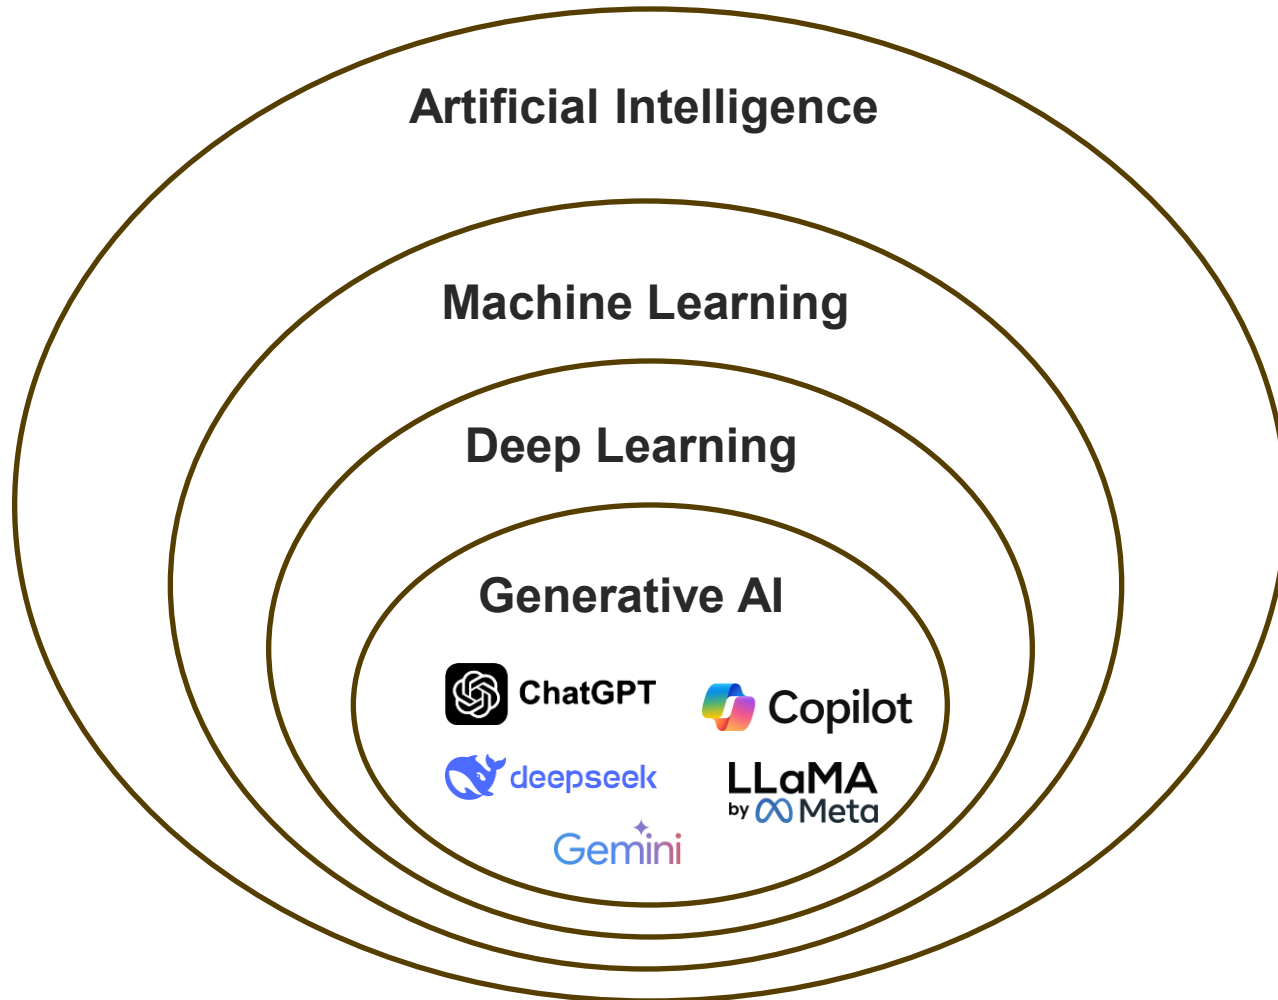 Artificial Intelligence
Machine Learning
Deep Learning
Generative AI
ChatGPT
Copilot
deepseek
LLaMA
by Meta
Gemini